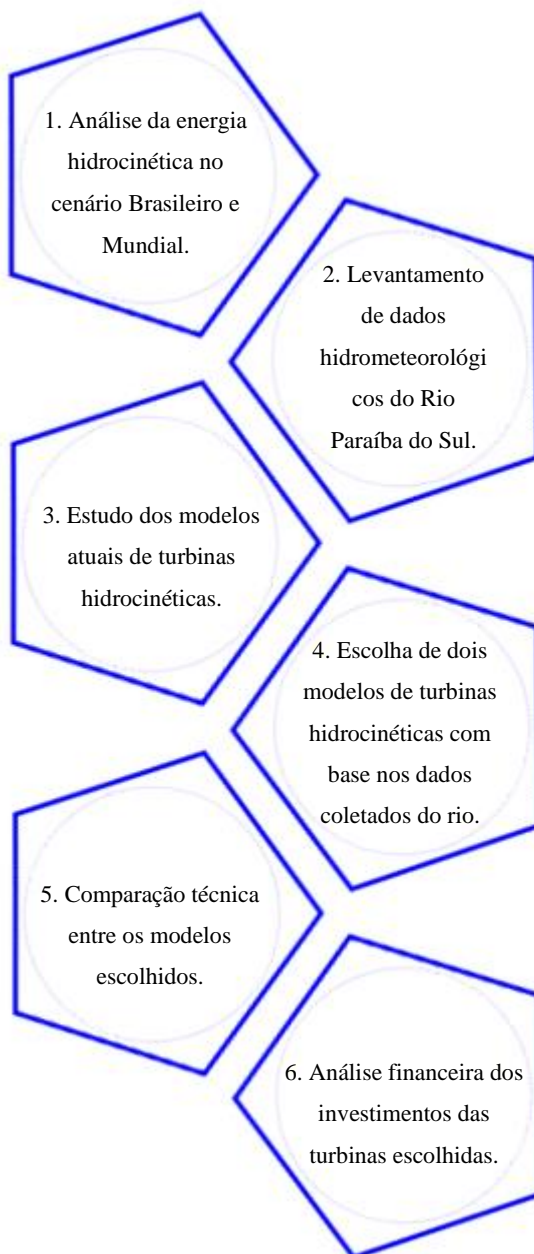 1. Análise da energia
hidrocinética no
cenário Brasileiro e
Mundial.
2. Levantamento
de dados
hidrometeorológi
cos do Rio
Paraíba do Sul.
3. Estudo dos modelos
atuais de turbinas
hidrocinéticas.
4. Escolha de dois
modelos de turbinas
hidrocinéticas com
base nos dados
coletados do rio.
5. Comparação técnica
entre os modelos
escolhidos.
6. Análise financeira dos
investimentos das
turbinas escolhidas.